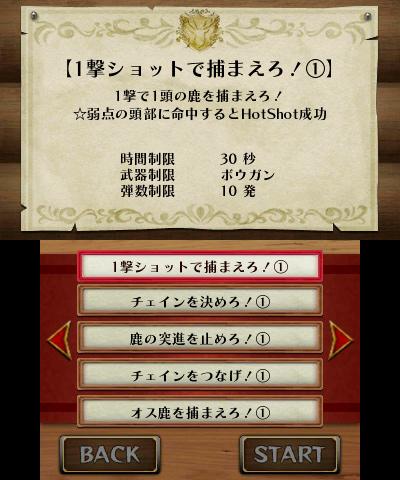 【1撃ショットで捕まえろ！①】
1撃で1頭の鹿を捕まえろ！
☆弱点の頭部に命中するとHotShot成功
時間制限 30 秒
武器制限 ボウガン
弾数制限 10 発
1撃ショットで捕まえろ！①
チェインを決めろ！①
鹿の突進を止めろ！①
チェインをつなげ！①
オス鹿を捕まえろ！①
BACK START